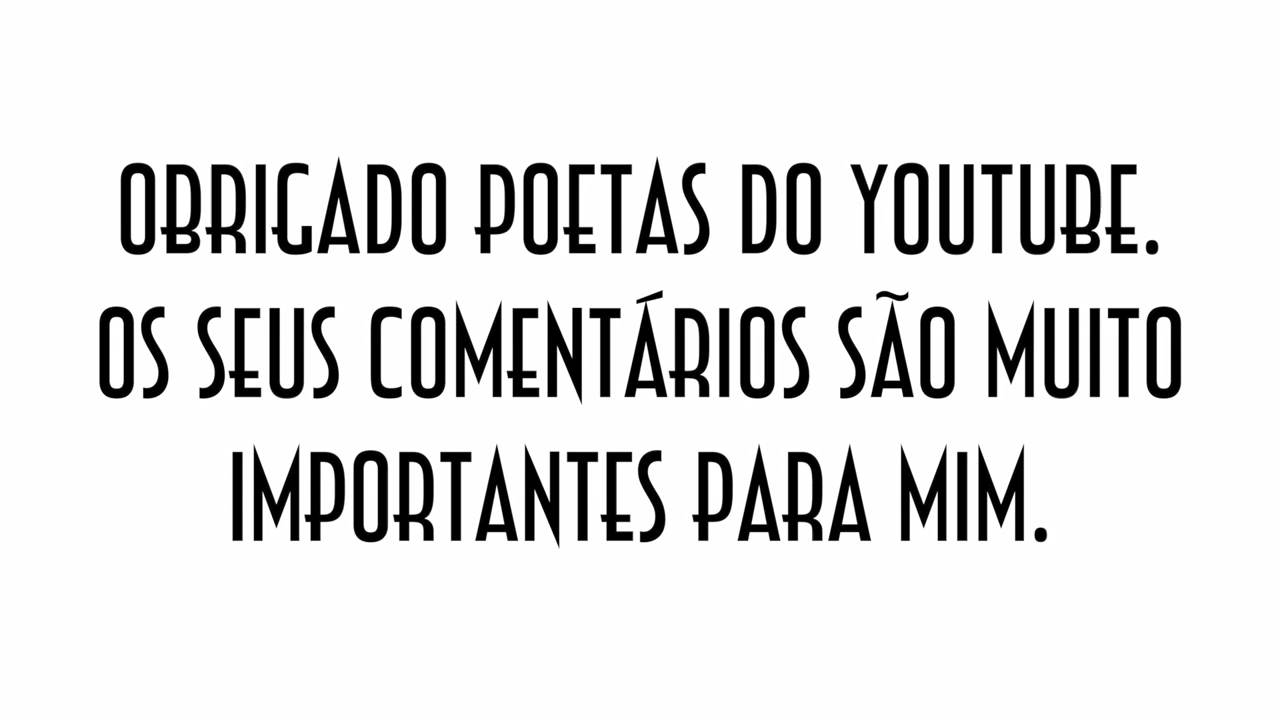 OBRIGADO POETAS DO YOUTUBE.
OS SEUS COMENTÁRIOS SÃO MUITO
IMPORTANTES PARA MIM.